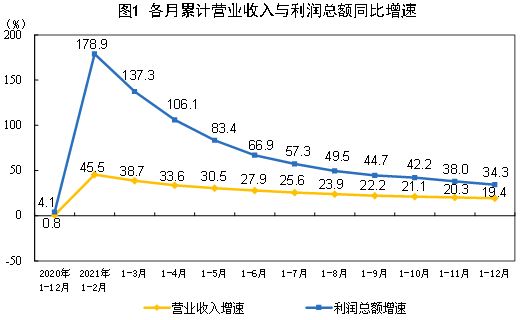 图1 各月累计营业收入与利润总额同比增速
(%)
200
150
100
50
0
-50
178.9
137.3
106.1
83.4
66.9
57.3
49.5
44.7
42.2
38.0
34.3
4.1
45.5
38.7
33.6
30.5
27.9
25.6
23.9
22.2
21.1
20.3
19.4
0.8
2020年
1-12月
2021年
1-2月
1-3月
1-4月
1-5月
1-6月
1-7月
1-8月
1-9月
1-10月
1-11月
1-12月
营业收入增速
利润总额增速